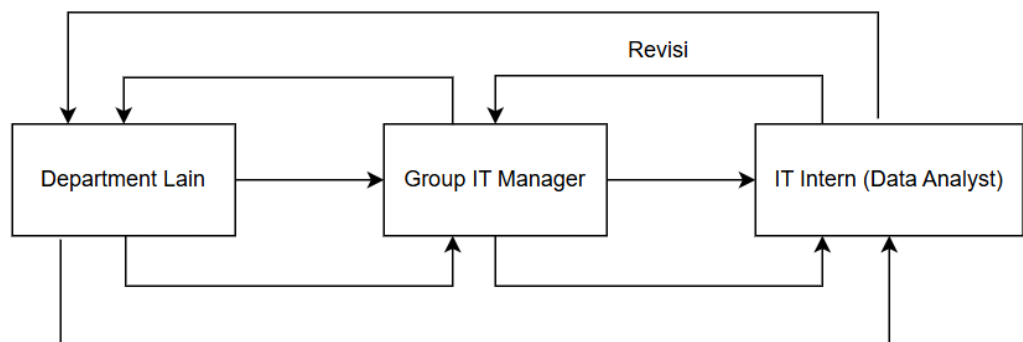 Revisi
Department Lain
Group IT Manager
IT Intern (Data Analyst)